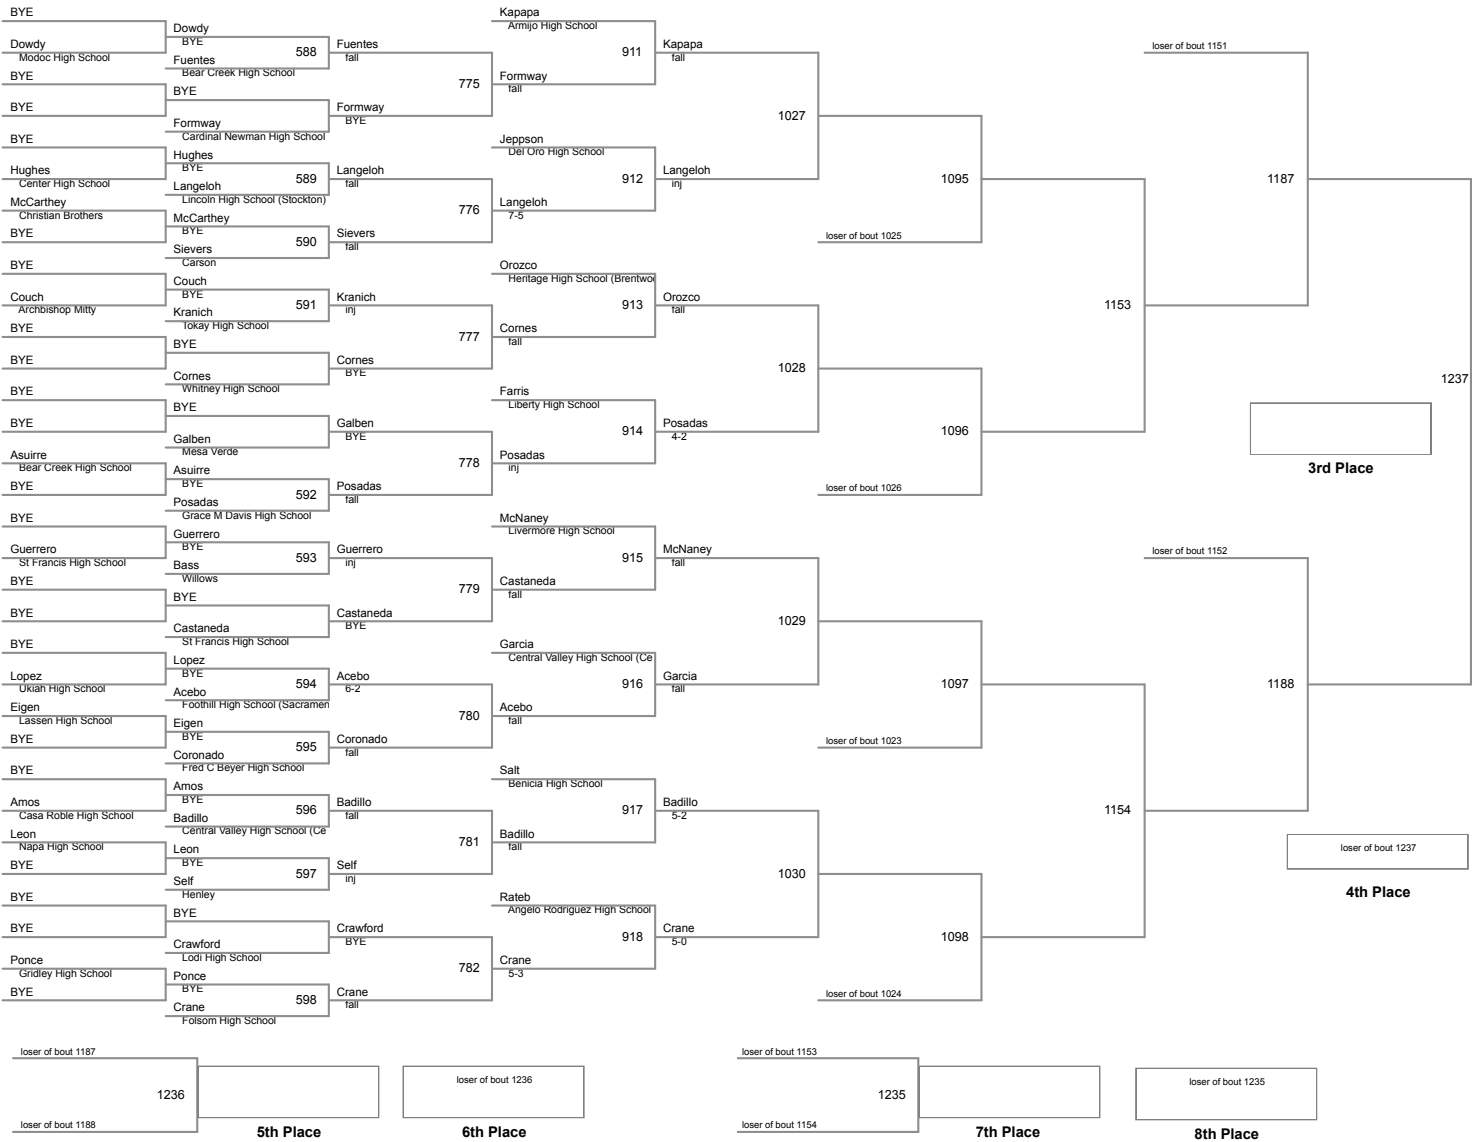 BYE
Dowdy
Modoc High School
BYE
BYE
BYE
Hughes
Center High School
McCarthey
Christian Brothers
BYE
BYE
Couch
Archbishop Mitty
BYE
BYE
BYE
BYE
Asuirre
Bear Creek High School
BYE
BYE
Guerrero
St Francis High School
BYE
BYE
BYE
Lopez
Ukiah High School
Eigen
Lassen High School
BYE
BYE
Amos
Casa Roble High School
Leon
Napa High School
BYE
BYE
BYE
Ponce
Gridley High School
BYE
Dowdy
BYE
588
Fuentes
Bear Creek High School
BYE
Formway
Cardinal Newman High School
Hughes
BYE
589
Langeloh
Lincoln High School (Stockton)
McCarthey
BYE
590
Sievers
Carson
Couch
BYE
591
Kranich
Tokay High School
BYE
Cornes
Whitney High School
BYE
Galben
Mesa Verde
Asuirre
BYE
592
Posadas
Grace M Davis High School
Guerrero
BYE
593
Bass
Willows
BYE
Castaneda
St Francis High School
Lopez
BYE
594
Acebo
Foothill High School (Sacramen
Eigen
BYE
595
Coronado
Fred C Beyer High School
Amos
BYE
596
Badillo
Central Valley High School (Ce
Leon
BYE
597
Self
Henley
BYE
Crawford
Lodi High School
Ponce
BYE
598
Crane
Folsom High School
Fuentes
fall
775
Formway
BYE
Langeloh
fall
776
Sievers
fall
Kranich
inj
777
Cornes
BYE
Galben
BYE
778
Posadas
fall
Guerrero
inj
779
Castaneda
BYE
Acebo
6-2
780
Coronado
fall
Badillo
fall
781
Self
inj
Crawford
BYE
782
Crane
fall
Kapapa
Armijo High School
911
Formway
fall
Jeppson
Del Oro High School
912
Langeloh
7-5
Orozco
Heritage High School (Brentwoo
913
Cornes
fall
Farris
Liberty High School
914
Posadas
inj
McNaney
Livermore High School
915
Castaneda
fall
Garcia
Central Valley High School (Ce
916
Acebo
fall
Salt
Benicia High School
917
Badillo
fall
Rateb
Angelo Rodriguez High School
918
Crane
5-3
Kapapa
fall
1027
Langeloh
inj
Orozco
fall
1028
Posadas
4-2
McNaney
fall
1029
Garcia
fall
Badillo
5-2
1030
Crane
5-0
1095
loser of bout 1025
1096
loser of bout 1026
1097
loser of bout 1023
1098
loser of bout 1024
1153
1154
loser of bout 1151
1187
loser of bout 1152
1188
1237
3rd Place
loser of bout 1237
4th Place
loser of bout 1187
1236
loser of bout 1188
5th Place
loser of bout 1236
6th Place
loser of bout 1153
1235
loser of bout 1154
7th Place
loser of bout 1235
8th Place